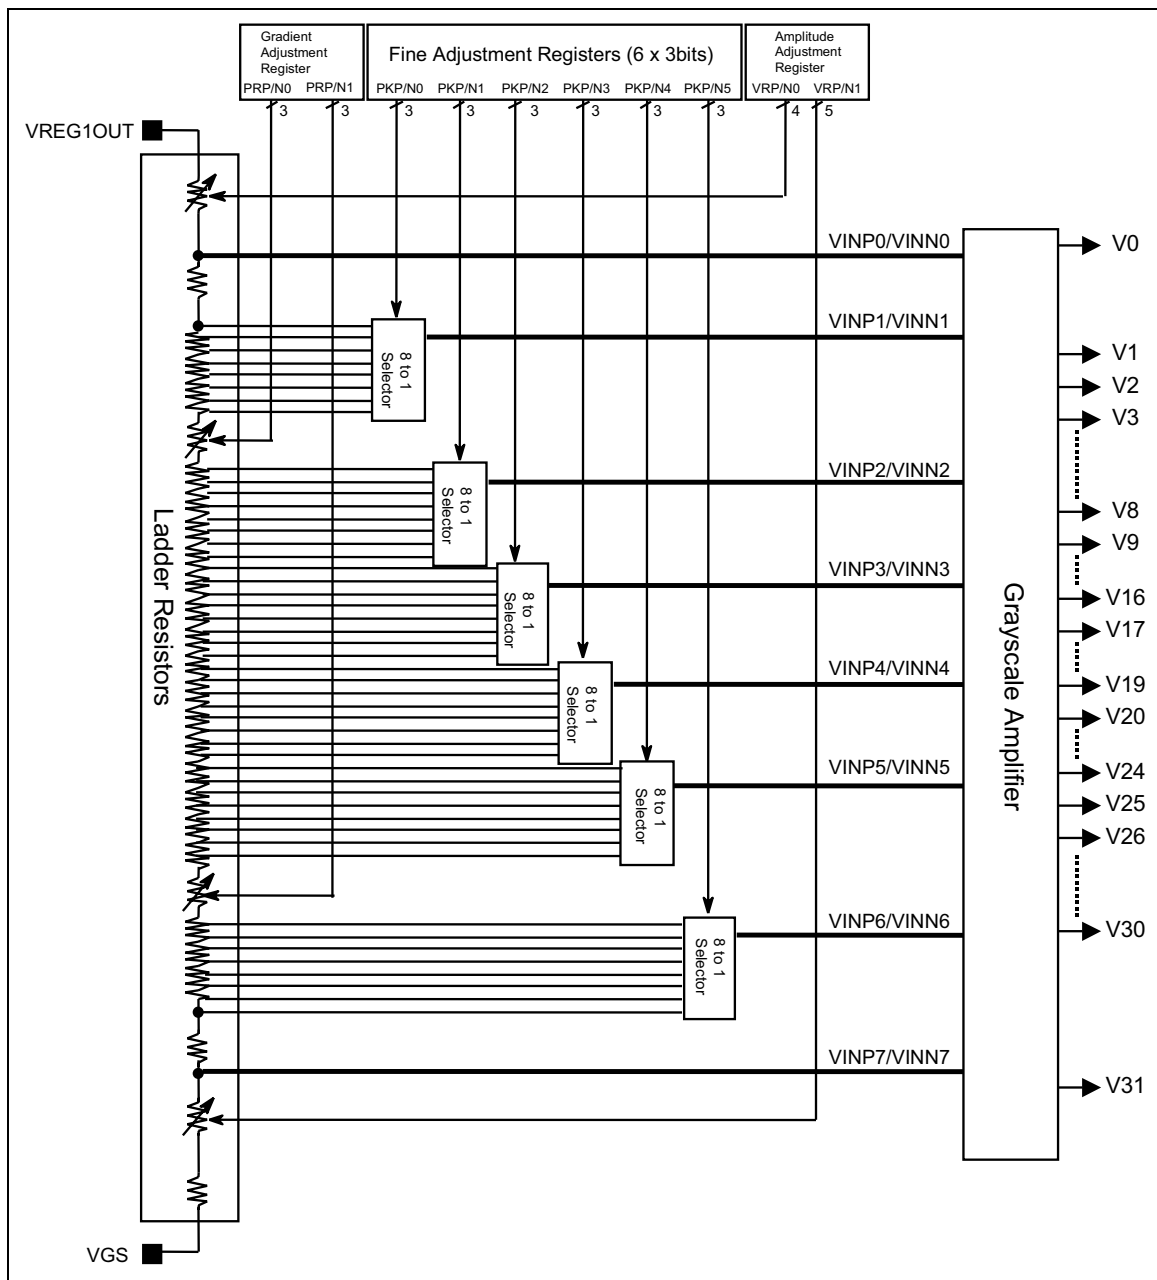 Gradient
Adjustment
Register
PRP/N0 PRP/N1
Fine Adjustment Registers (6 x 3bits)
PKP/N0 PKP/N1 PKP/N2 PKP/N3 PKP/N4 PKP/N5
Amplitude
Adjustment
Register
VRP/N0 VRP/N1
3 3 3 3 3 3 3 3 4 5
VREG1OUT
VINP0/VINN0
V0
VINP1/VINN1
8 to 1
Selector
V1
V2
V3
VINP2/VINN2
8 to 1
Selector
V8
V9
VINP3/VINN3
8 to 1
Selector
V16
V17
Ladder Resistors
Grayscale Amplifier
VINP4/VINN4
8 to 1
Selector
V19
V20
VINP5/VINN5
8 to 1
Selector
V24
V25
V26
VINP6/VINN6
8 to 1
Selector
V30
VINP7/VINN7
V31
VGS